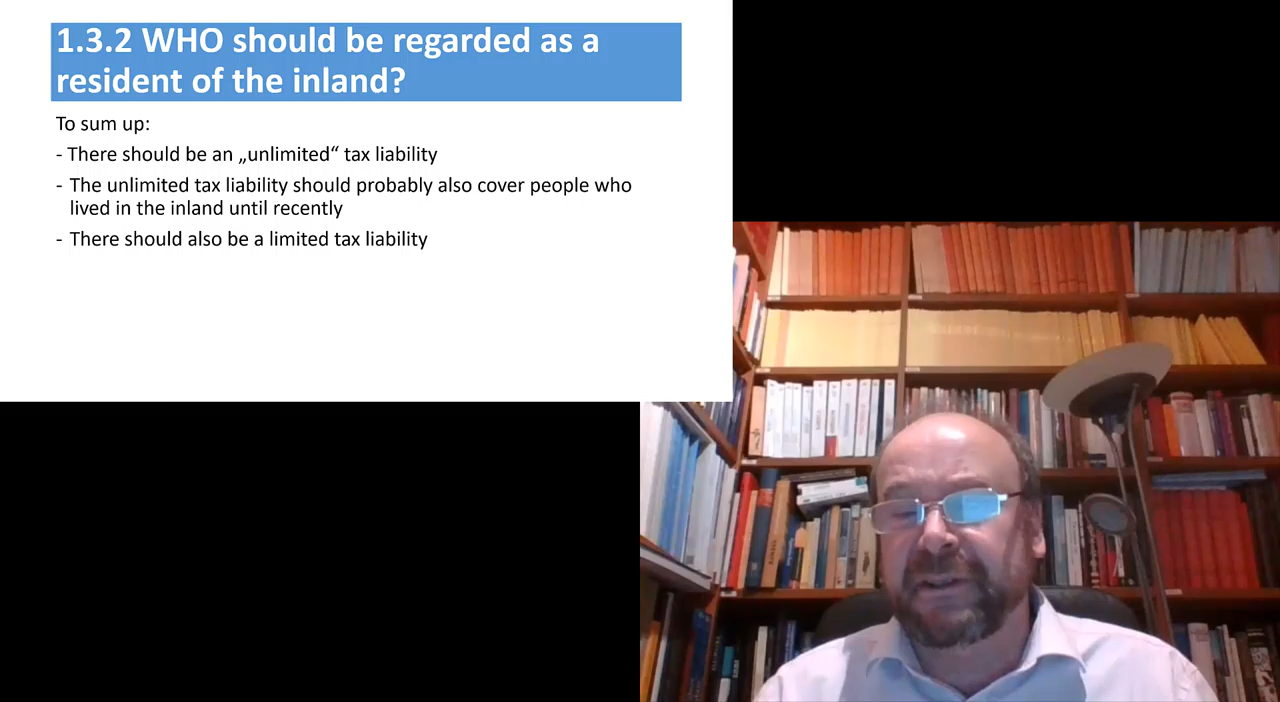 1.3.2 WHO should be regarded as a
resident of the inland?
To sum up:
- There should be an „unlimited“ tax liability
- The unlimited tax liability should probably also cover people who
lived in the inland until recently
- There should also be a limited tax liability